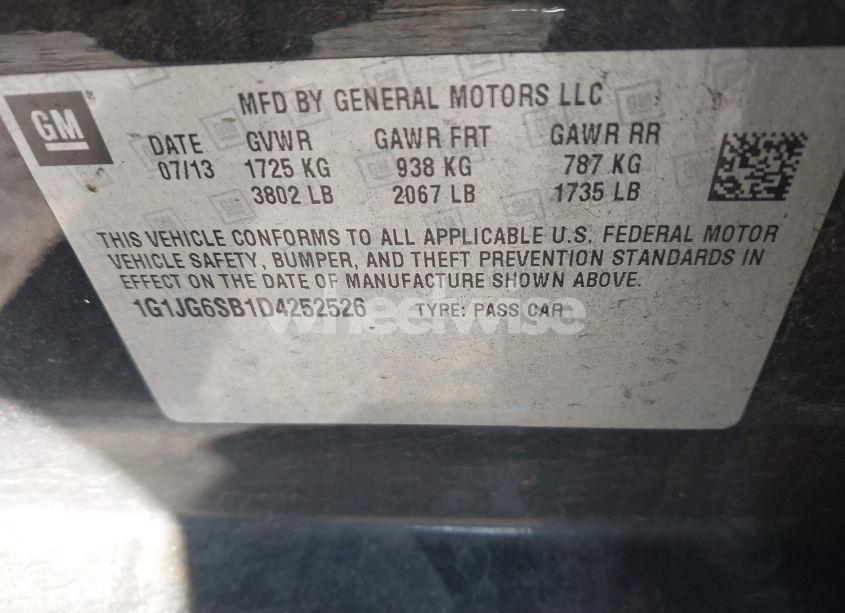 GM®
MFD BY GENERAL MOTORS LLC
DATE GVWR GAWR FRT GAWR RR
07/13 1725 KG 938 KG 787 KG
3802 LB 2067 LB 1735 LB
THIS VEHICLE CONFORMS TO ALL APPLICABLE U.S. FEDERAL MOTOR
VEHICLE SAFETY, BUMPER, AND THEFT PREVENTION STANDARDS IN
EFFECT ON THE DATE OF MANUFACTURE SHOWN ABOVE.
1G1JG6SB1D4252526 TYPE: PASS CAR
wheelwise